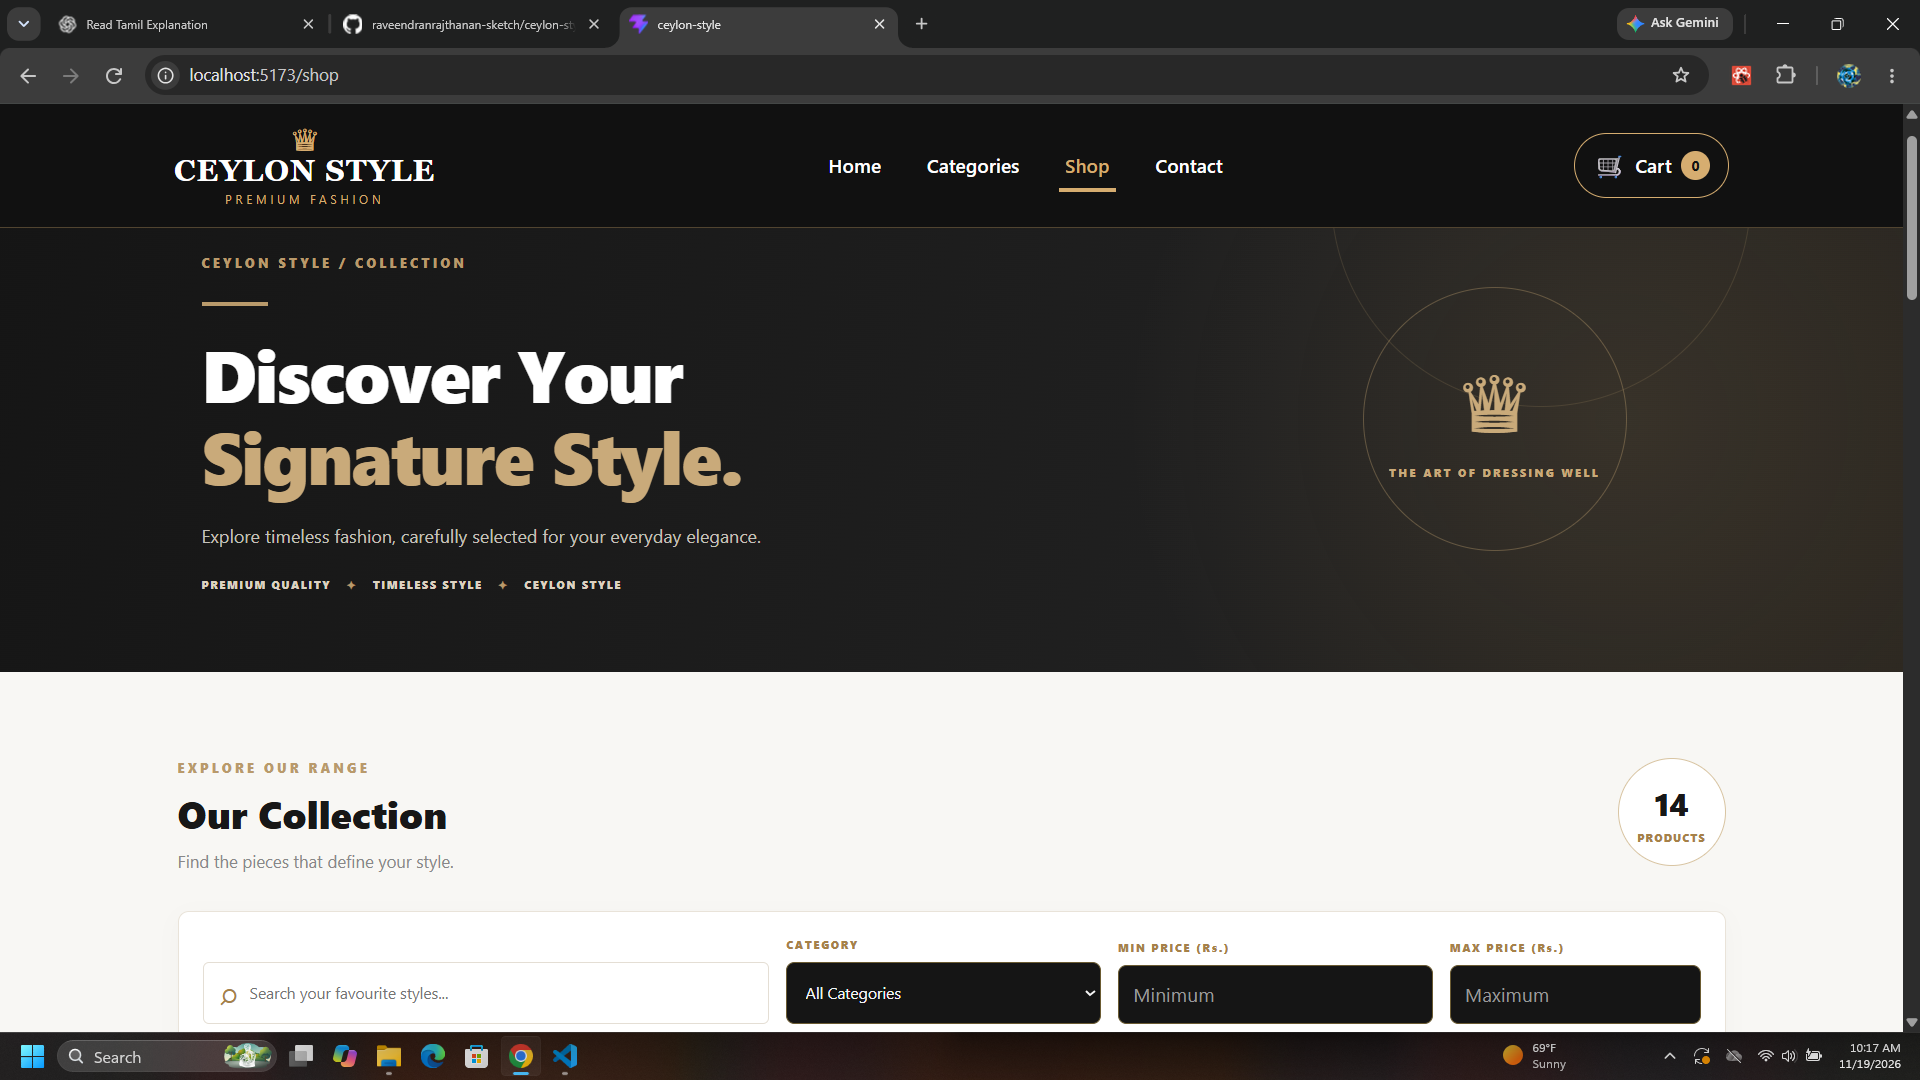 Read Tamil Explanation
raveendranrajthanan-sketch/ceylon-st
ceylon-style
Ask Gemini
localhost:5173/shop
CEYLON STYLE
PREMIUM FASHION
Home
Categories
Shop
Contact
Cart
0
CEYLON STYLE / COLLECTION
Discover Your
Signature Style.
Explore timeless fashion, carefully selected for your everyday elegance.
PREMIUM QUALITY ✦ TIMELESS STYLE ✦ CEYLON STYLE
THE ART OF DRESSING WELL
EXPLORE OUR RANGE
Our Collection
Find the pieces that define your style.
14
PRODUCTS
CATEGORY
MIN PRICE (Rs.)
MAX PRICE (Rs.)
Search your favourite styles...
All Categories
Minimum
Maximum
Search
69°F
Sunny
10:17 AM
11/19/2026